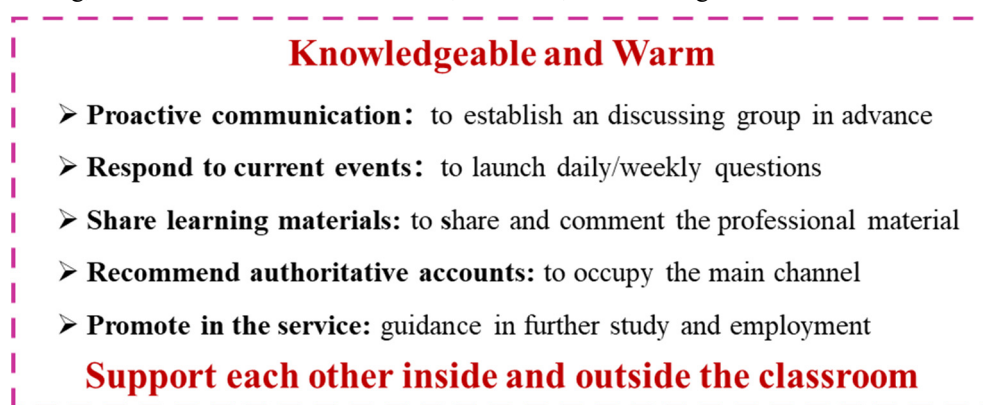 Knowledgeable and Warm
➢ Proactive communication： to establish an discussing group in advance
➢ Respond to current events： to launch daily/weekly questions
➢ Share learning materials: to share and comment the professional material
➢ Recommend authoritative accounts: to occupy the main channel
➢ Promote in the service: guidance in further study and employment
Support each other inside and outside the classroom